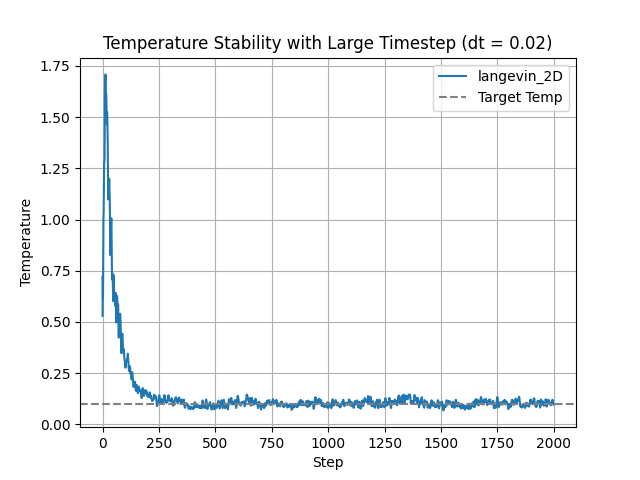 Temperature Stability with Large Timestep (dt = 0.02)
langevin_2D
Target Temp
Temperature
1.75
1.50
1.25
1.00
0.75
0.50
0.25
0.00
0 250 500 750 1000 1250 1500 1750 2000
Step